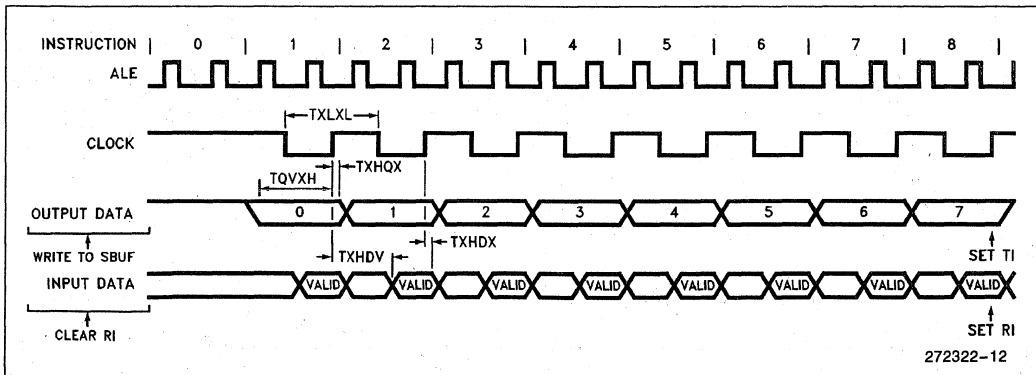 INSTRUCTION | 0 | 1 | 2 | 3 | 4 | 5 | 6 | 7 | 8 |
ALE
TXLXL
CLOCK
TXHQX
TQVXH
OUTPUT DATA 0 1 2 3 4 5 6 7
TXHDX
WRITE TO SBUF TXHDV SET TI
INPUT DATA VALID VALID VALID VALID VALID VALID VALID VALID
CLEAR RI SET RI
272322-12